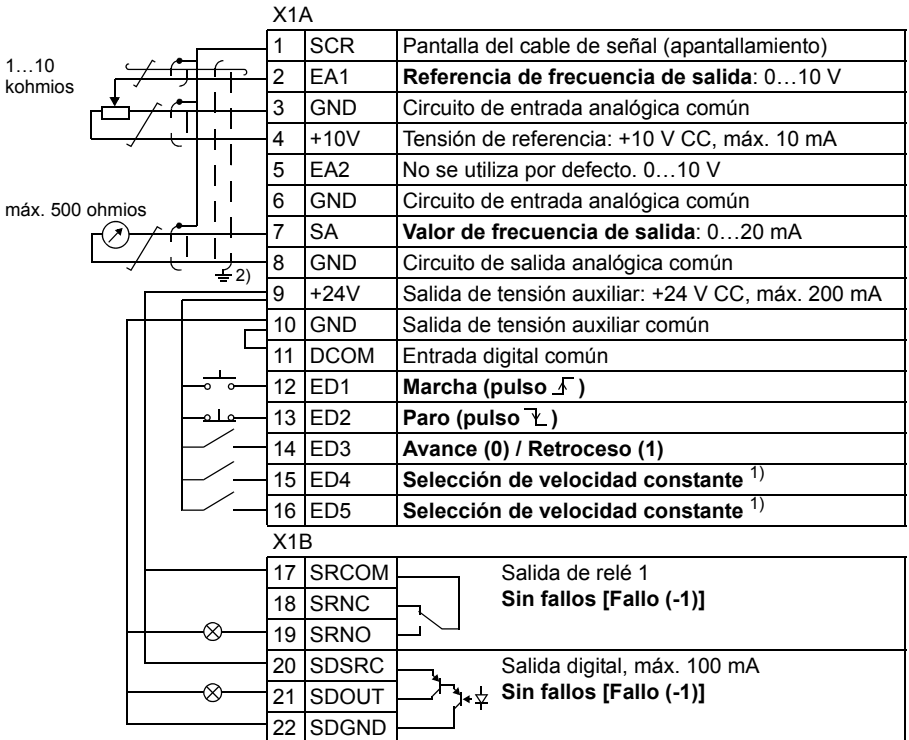 X1A
1 SCR Pantalla del cable de señal (apantallamiento)
1…10
kohmios
2 EA1 Referencia de frecuencia de salida: 0…10 V
3 GND Circuito de entrada analógica común
4 +10V Tensión de referencia: +10 V CC, máx. 10 mA
5 EA2 No se utiliza por defecto. 0…10 V
6 GND Circuito de entrada analógica común
máx. 500 ohmios
7 SA Valor de frecuencia de salida: 0…20 mA
8 GND Circuito de salida analógica común
2)
9 +24V Salida de tensión auxiliar: +24 V CC, máx. 200 mA
10 GND Salida de tensión auxiliar común
11 DCOM Entrada digital común
12 ED1 Marcha (pulso )
13 ED2 Paro (pulso )
14 ED3 Avance (0) / Retroceso (1)
15 ED4 Selección de velocidad constante 1)
16 ED5 Selección de velocidad constante 1)
X1B
17 SRCOM Salida de relé 1
18 SRNC Sin fallos [Fallo (-1)]
19 SRNO
20 SDSRC Salida digital, máx. 100 mA
21 SDOUT Sin fallos [Fallo (-1)]
22 SDGND